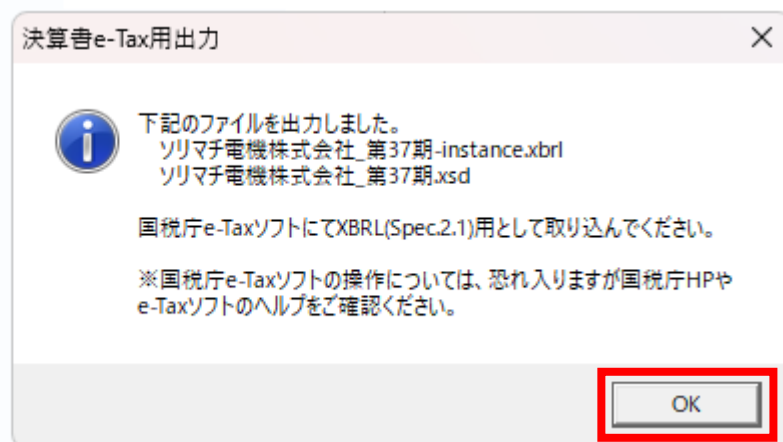 決算書e-Tax用出力
下記のファイルを出力しました。
ソリマチ電機株式会社_第37期-instance.xbrl
ソリマチ電機株式会社_第37期.xsd
国税庁e-TaxソフトにてXBRL(Spec.2.1)用として取り込んでください。
※国税庁e-Taxソフトの操作については、恐れ入りますが国税庁HPや
e-Taxソフトのヘルプをご確認ください。
OK